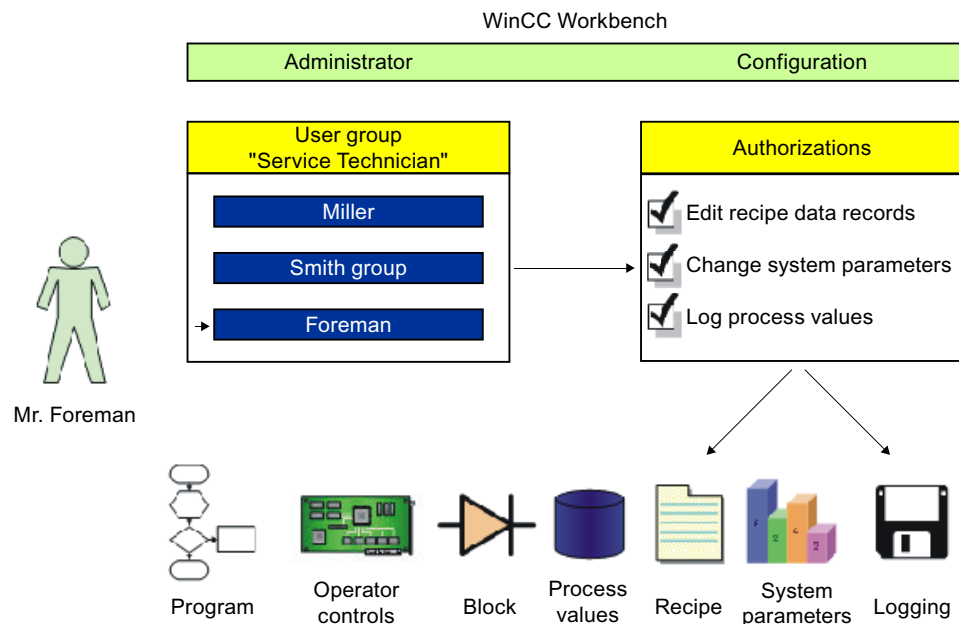 WinCC Workbench
Administrator
Configuration
User group
"Service Technician"
Authorizations
Miller
Smith group
Foreman
Edit recipe data records
Change system parameters
Log process values
Mr. Foreman
Program
Operator
controls
Block
Process
values
Recipe
System
parameters
Logging